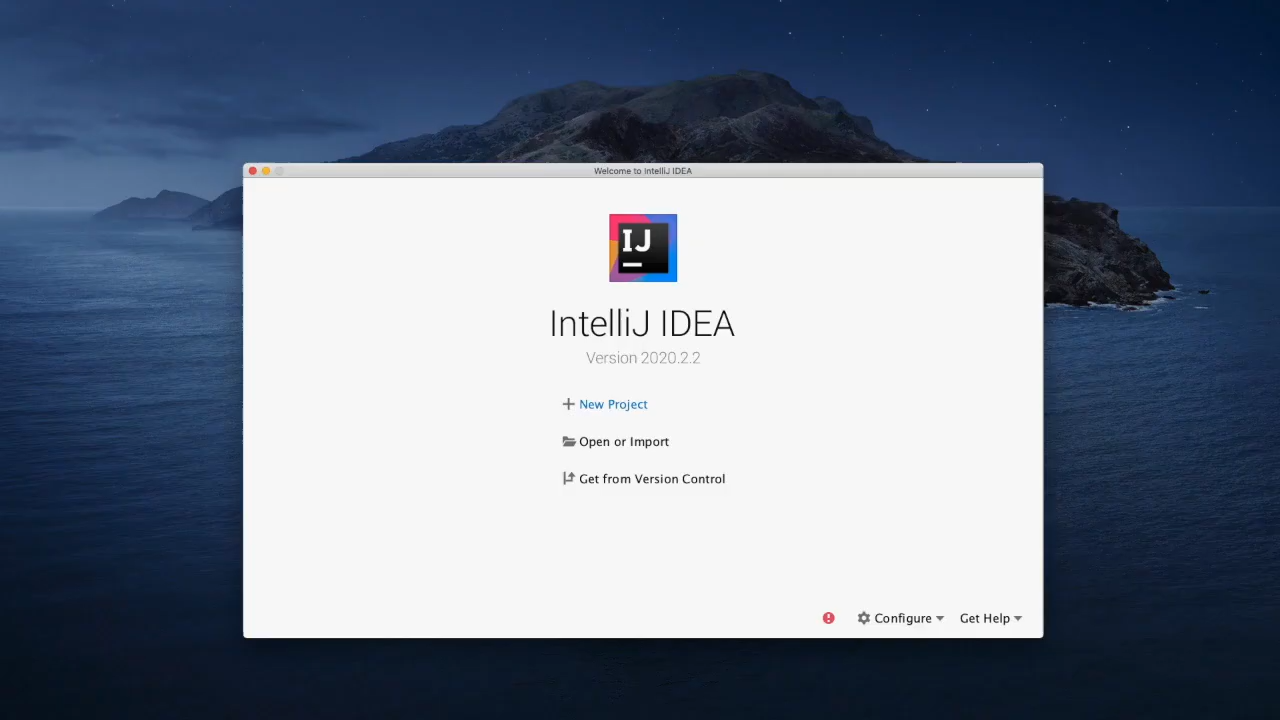 Welcome to IntelliJ IDEA
IJ
IntelliJ IDEA
Version 2020.2.2
New Project
Open or Import
Get from Version Control
Configure
Get Help